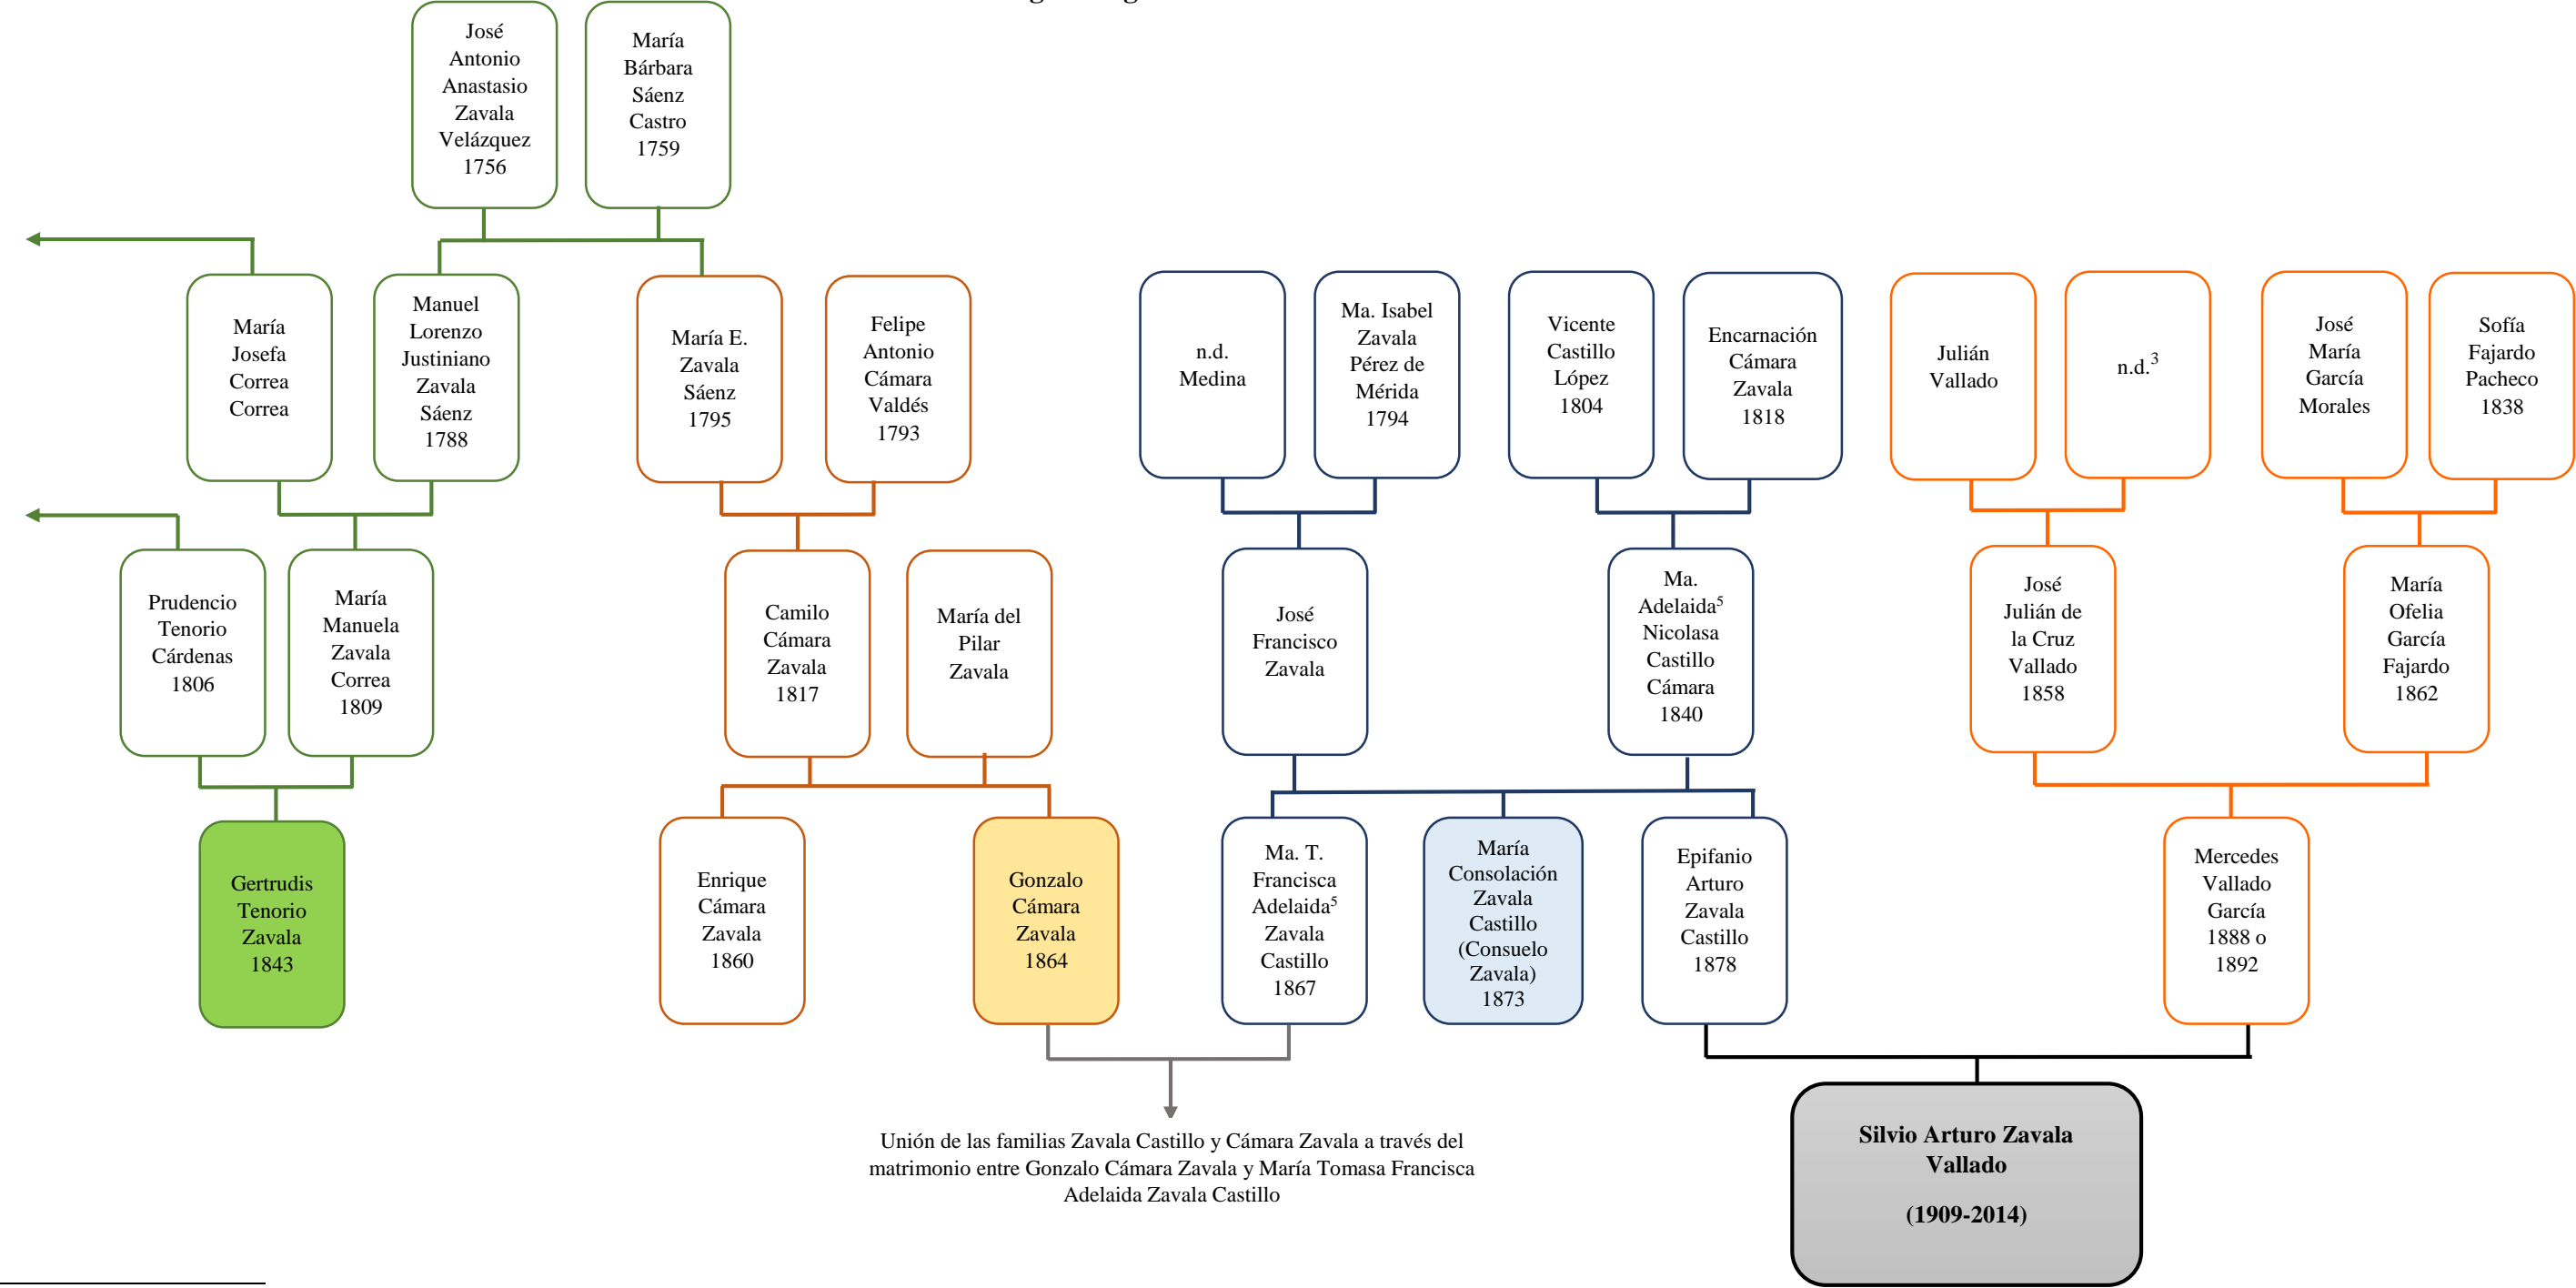 José
Antonio
Anastasio
Zavala
Velázquez
1756
María
Bárbara
Sáenz
Castro
1759
María
Josefa
Correa
Correa
Manuel
Lorenzo
Justiniano
Zavala
Sáenz
1788
María E.
Zavala
Sáenz
1795
Felipe
Antonio
Cámara
Valdés
1793
n.d.
Medina
Ma. Isabel
Zavala
Pérez de
Mérida
1794
Vicente
Castillo
López
1804
Encarnación
Cámara
Zavala
1818
Julián
Vallado
n.d.3
José
María
García
Morales
Sofía
Fajardo
Pacheco
1838
Prudencio
Tenorio
Cárdenas
1806
María
Manuela
Zavala
Correa
1809
Camilo
Cámara
Zavala
1817
María del
Pilar
Zavala
José
Francisco
Zavala
Ma.
Adelaida5
Nicolasa
Castillo
Cámara
1840
José
Julián de
la Cruz
Vallado
1858
María
Ofelia
García
Fajardo
1862
Gertrudis
Tenorio
Zavala
1843
Enrique
Cámara
Zavala
1860
Gonzalo
Cámara
Zavala
1864
Ma. T.
Francisca
Adelaida5
Zavala
Castillo
1867
María
Consolación
Zavala
Castillo
(Consuelo
Zavala)
1873
Epifanio
Arturo
Zavala
Castillo
1878
Mercedes
Vallado
García
1888 o
1892
Unión de las familias Zavala Castillo y Cámara Zavala a través del
matrimonio entre Gonzalo Cámara Zavala y María Tomasa Francisca
Adelaida Zavala Castillo
Silvio Arturo Zavala
Vallado
(1909-2014)